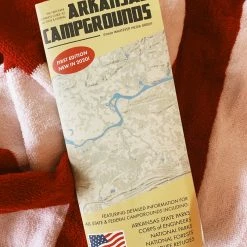 ARKANSAS
CAMPGROUNDS
FIRST EDITION
NEW IN 2020!
FEATURING DETAILED INFORMATION FOR
ALL STATE & FEDERAL CAMPGROUNDS INCLUDING:
ARKANSAS STATE PARKS
CORPS of ENGINEERS
NATIONAL PARKS
NATIONAL FORESTS